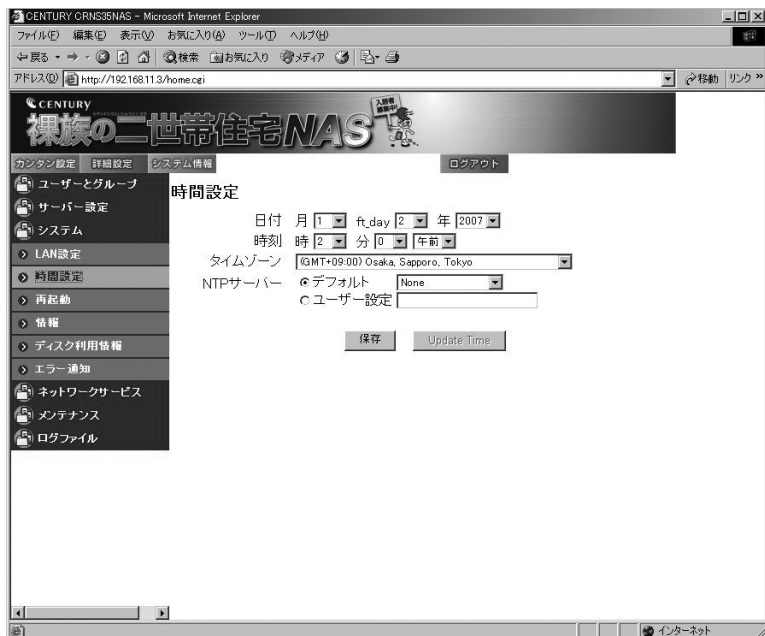 CENTURY CRNS35NAS - Microsoft Internet Explorer
ファイル(F) 編集(E) 表示(V) お気に入り(A) ツール(T) ヘルプ(H)
戻る 検索 お気に入り メディア
アドレス(D) http://192.168.11.3/home.cgi 移動 リンク »
CENTURY
裸族の二世帯住宅NAS
入居者募集中
カンタン設定 詳細設定 システム情報 ログアウト
ユーザーとグループ
サーバー設定
システム
LAN設定
時間設定
再起動
情報
ディスク利用情報
エラー通知
ネットワークサービス
メンテナンス
ログファイル
時間設定
日付 月 1 ft_day 2 年 2007
時刻 時 2 分 0 午前
タイムゾーン (GMT+09:00) Osaka, Sapporo, Tokyo
NTPサーバー デフォルト None
ユーザー設定
保存 Update Time
インターネット